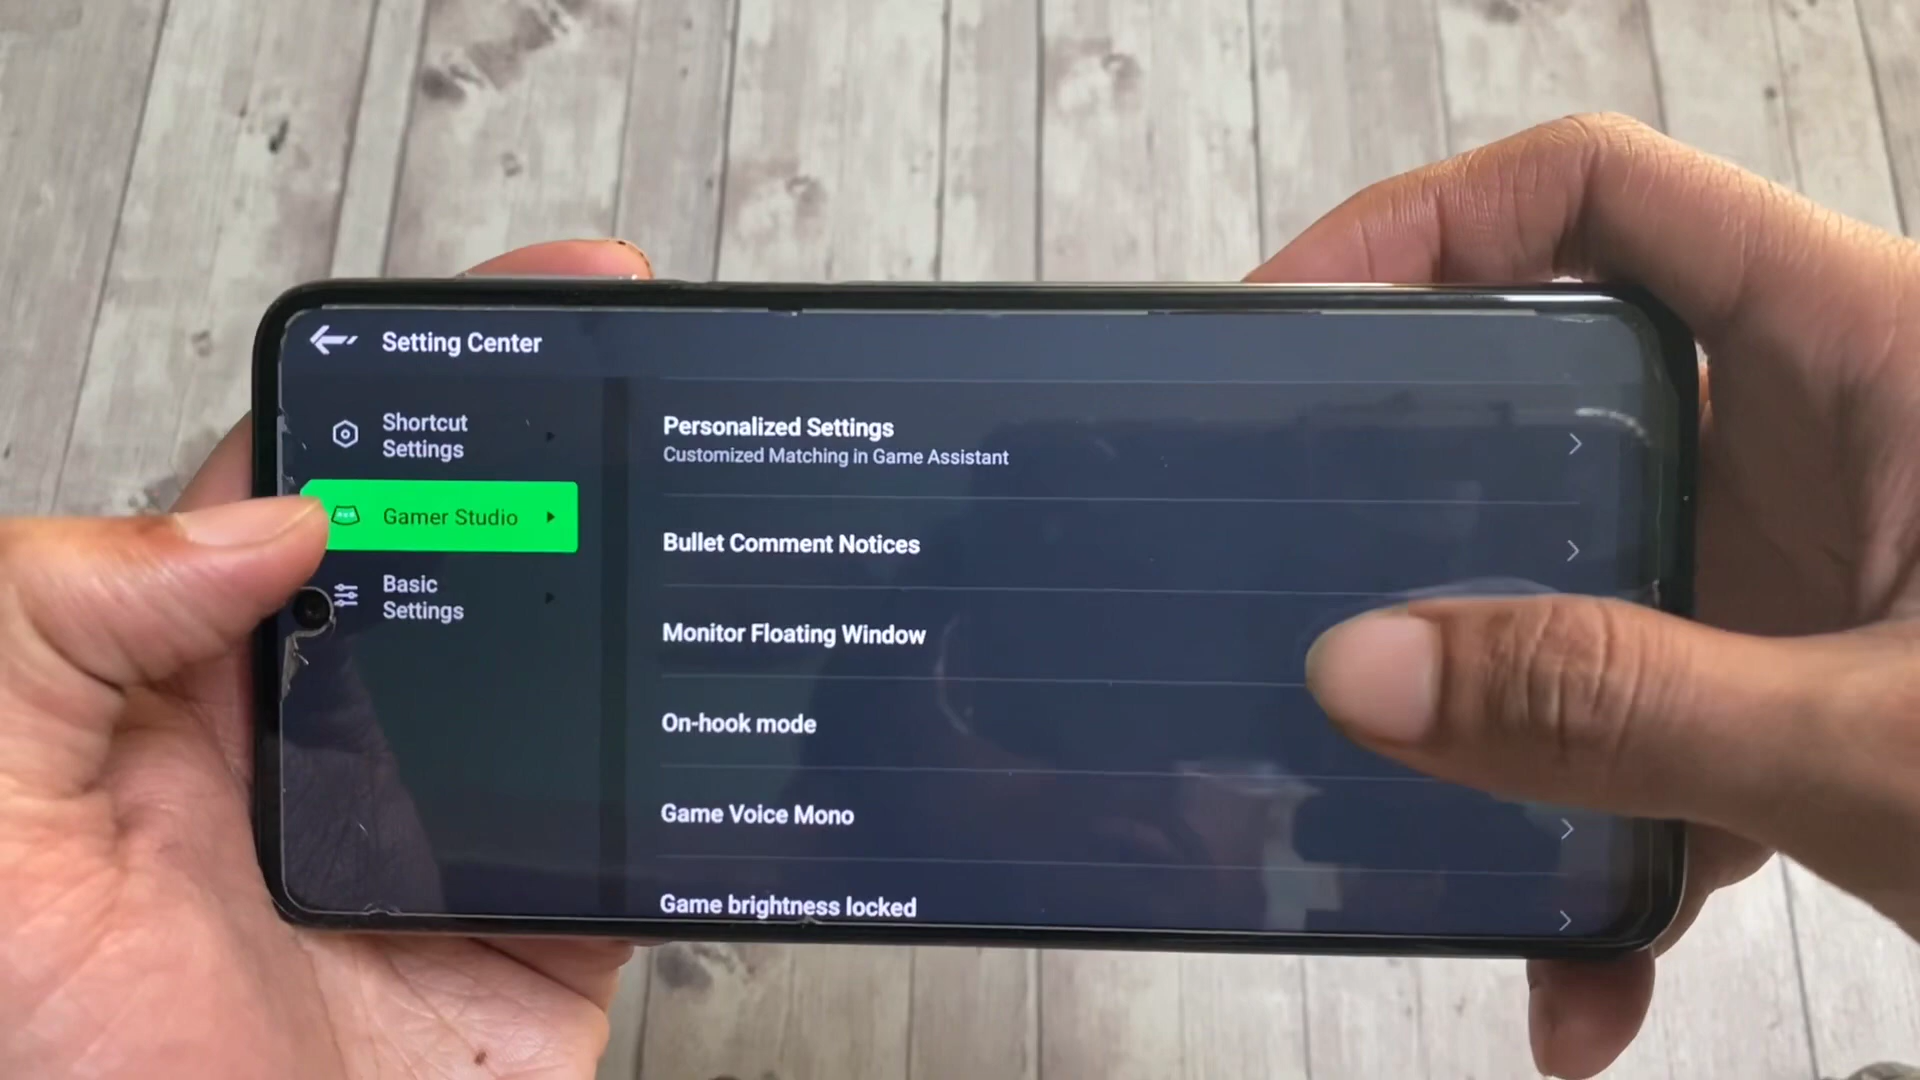 Setting Center
Shortcut
Settings
Gamer Studio
Basic
Settings
Personalized Settings
Customized Matching in Game Assistant
Bullet Comment Notices
Monitor Floating Window
On-hook mode
Game Voice Mono
Game brightness locked